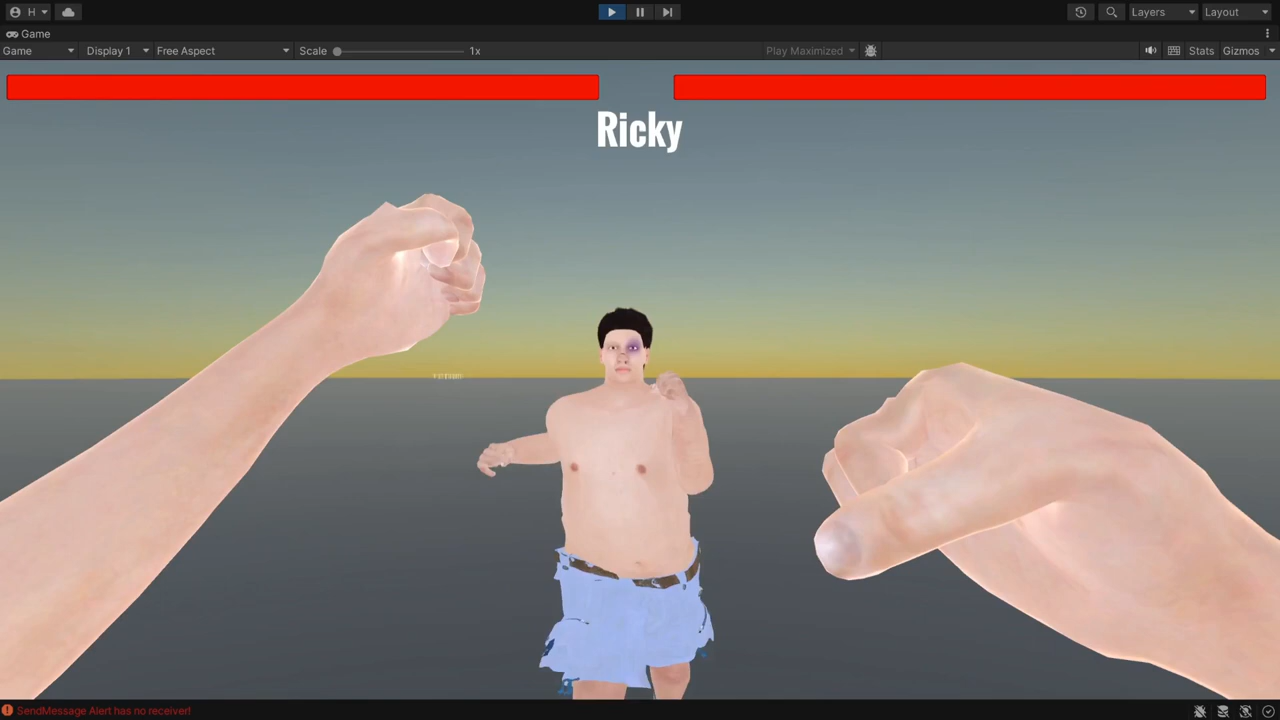 H
Layers
Layout
Game
Game
Display 1
Free Aspect
Scale
1x
Play Maximized
Stats
Gizmos
Ricky
SendMessage Alert has no receiver!